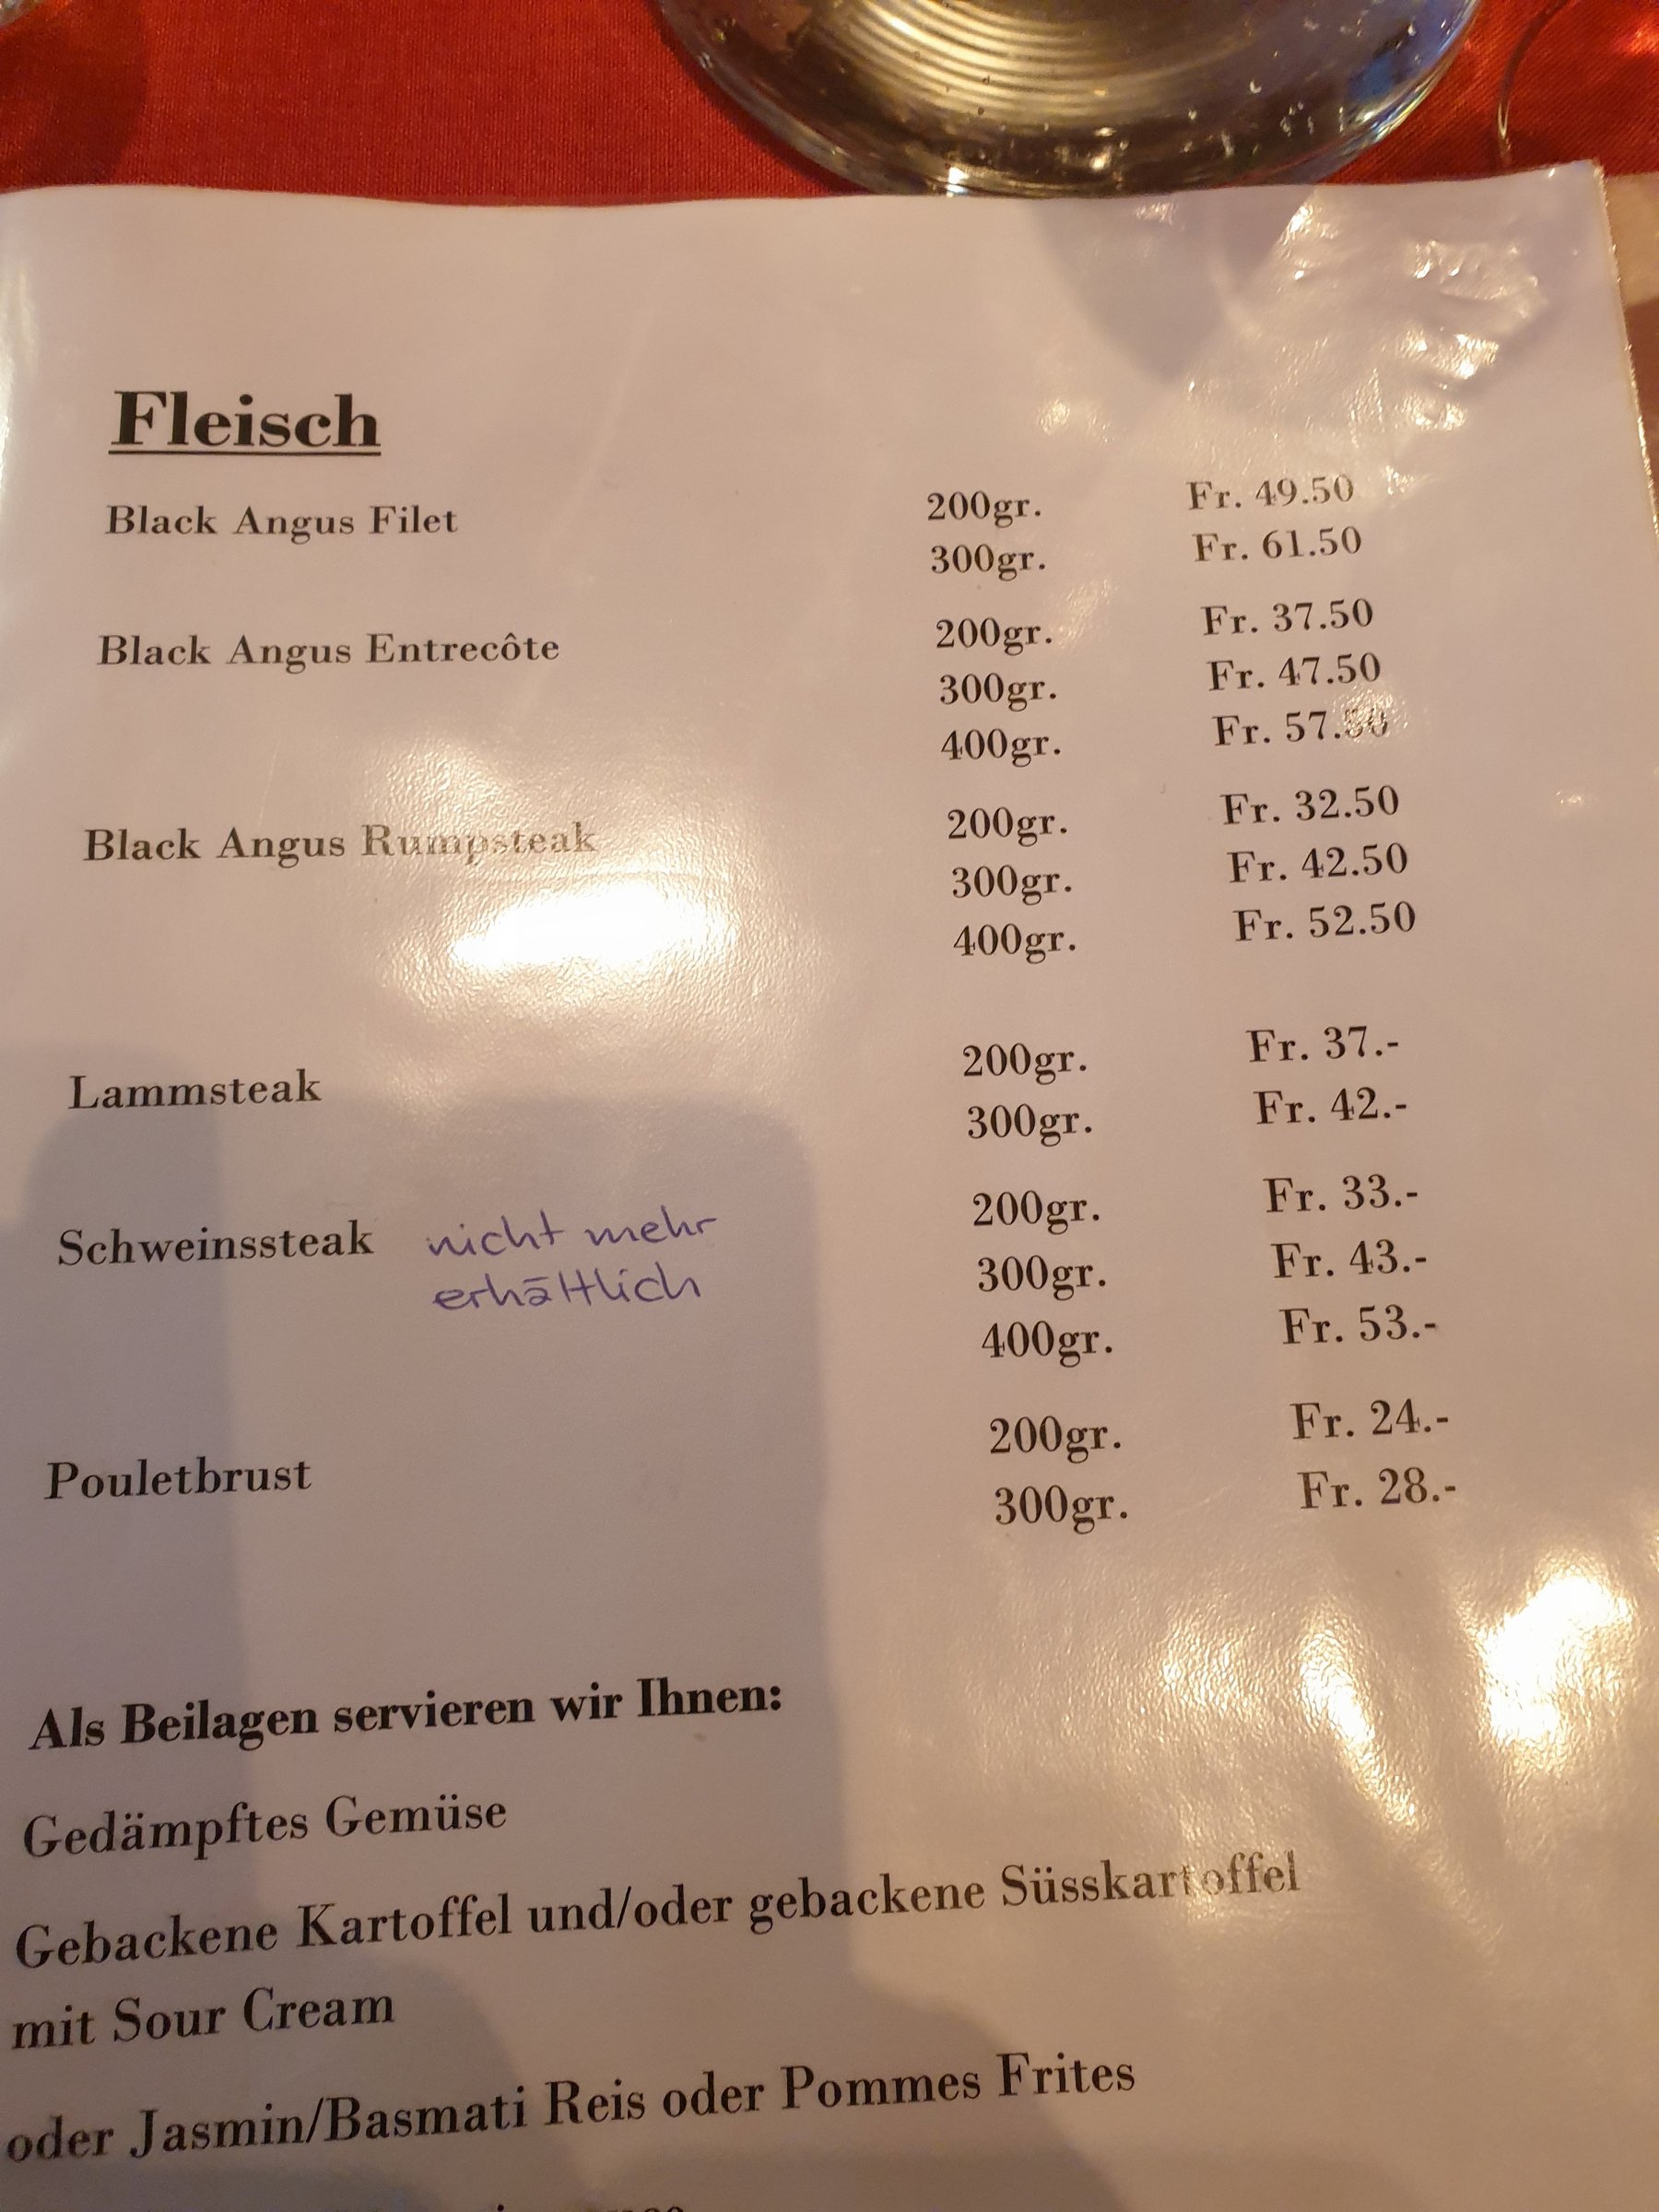 Fleisch
Black Angus Filet 200gr. Fr. 49.50
300gr. Fr. 61.50
Black Angus Entrecôte 200gr. Fr. 37.50
300gr. Fr. 47.50
400gr. Fr. 57.50
Black Angus Rumpsteak 200gr. Fr. 32.50
300gr. Fr. 42.50
400gr. Fr. 52.50
Lammsteak 200gr. Fr. 37.-
300gr. Fr. 42.-
Schweinssteak nicht mehr 200gr. Fr. 33.-
erhältlich 300gr. Fr. 43.-
400gr. Fr. 53.-
Pouletbrust 200gr. Fr. 24.-
300gr. Fr. 28.-
Als Beilagen servieren wir Ihnen:
Gedämpftes Gemüse
Gebackene Kartoffel und/oder gebackene Süsskartoffel
mit Sour Cream
oder Jasmin/Basmati Reis oder Pommes Frites